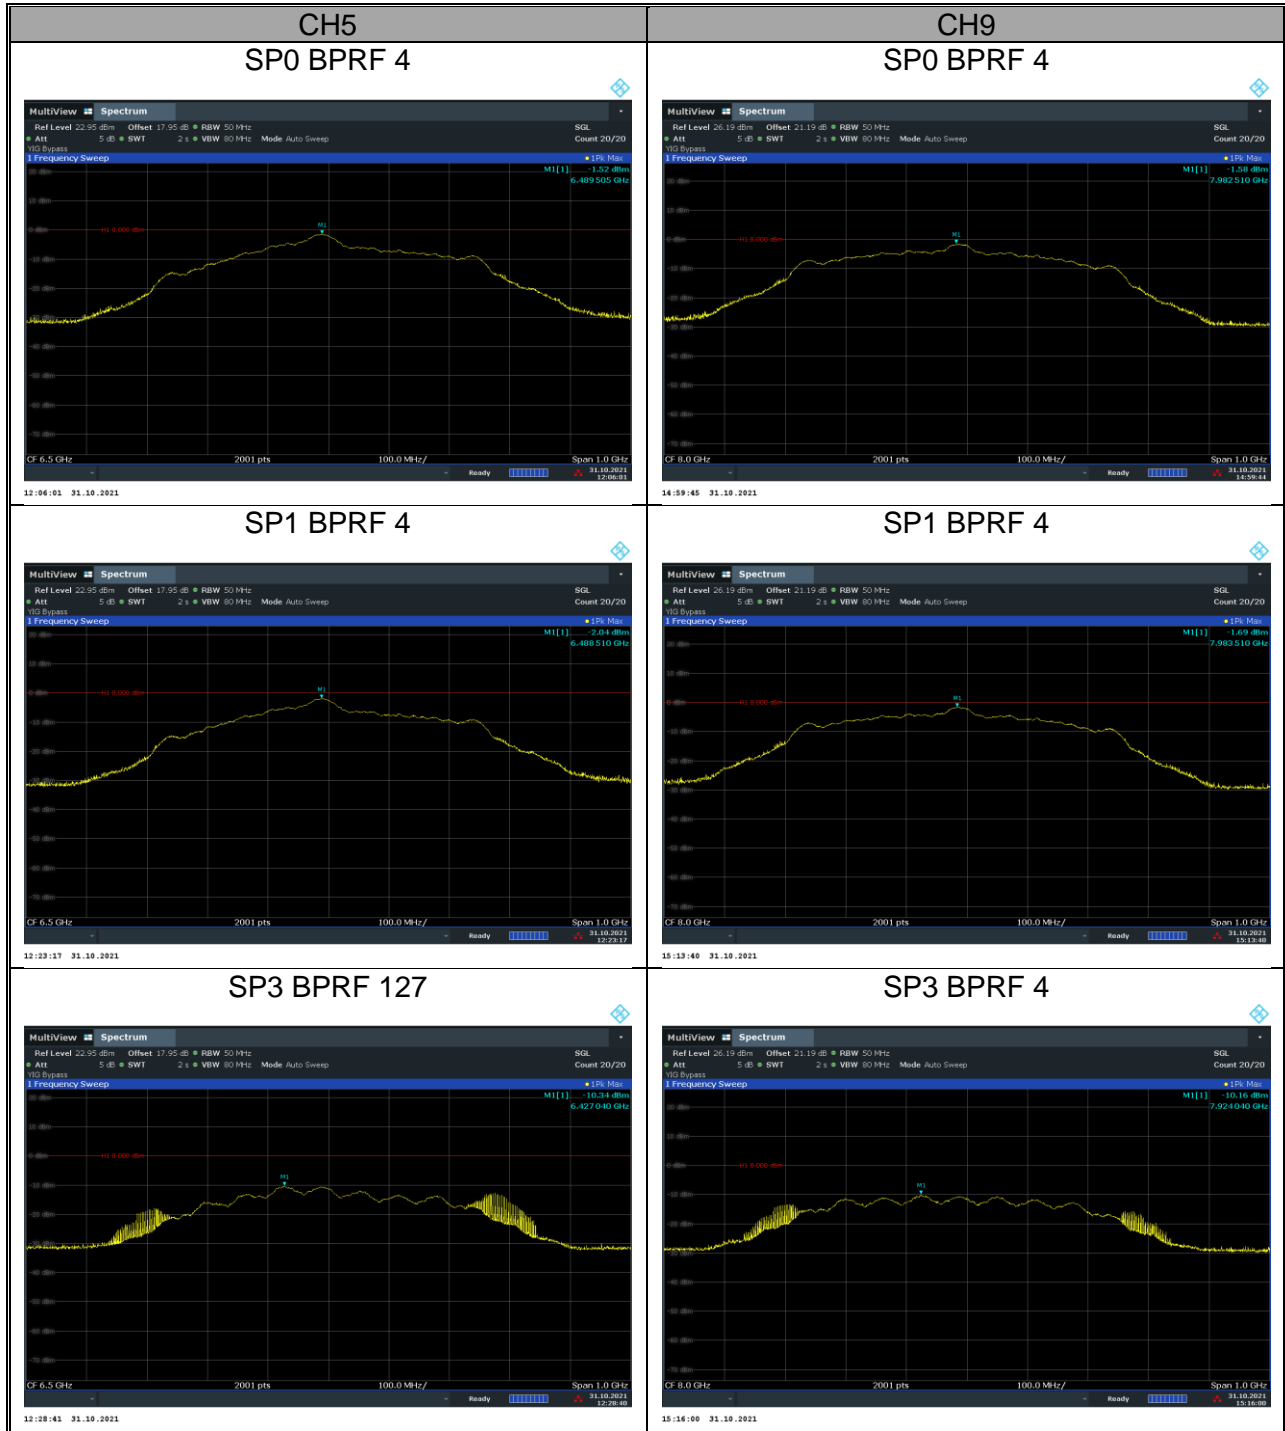 CH5
CH9
SP0 BPRF 4
SP0 BPRF 4
MultiView Spectrum
Ref Level 22.95 dBm Offset 17.95 dB RBW 50 MHz SGL
Att 5 dB SWT 2 s VBW 80 MHz Mode Auto Sweep Count 20/20
YIG Bypass
1 Frequency Sweep 1Pk Max
M1[1] -1.52 dBm
6.489 505 GHz
M1
CF 6.5 GHz 2001 pts 100.0 MHz/ Span 1.0 GHz
Ready 31.10.2021
12:06:01
12:06:01 31.10.2021
MultiView Spectrum
Ref Level 26.19 dBm Offset 21.19 dB RBW 50 MHz SGL
Att 5 dB SWT 2 s VBW 80 MHz Mode Auto Sweep Count 20/20
YIG Bypass
1 Frequency Sweep 1Pk Max
M1[1] -1.58 dBm
7.982 510 GHz
M1
CF 8.0 GHz 2001 pts 100.0 MHz/ Span 1.0 GHz
Ready 31.10.2021
14:59:44
14:59:45 31.10.2021
SP1 BPRF 4
SP1 BPRF 4
MultiView Spectrum
Ref Level 22.95 dBm Offset 17.95 dB RBW 50 MHz SGL
Att 5 dB SWT 2 s VBW 80 MHz Mode Auto Sweep Count 20/20
YIG Bypass
1 Frequency Sweep 1Pk Max
M1[1] -2.04 dBm
6.488 510 GHz
M1
CF 6.5 GHz 2001 pts 100.0 MHz/ Span 1.0 GHz
Ready 31.10.2021
12:23:17
12:23:17 31.10.2021
MultiView Spectrum
Ref Level 26.19 dBm Offset 21.19 dB RBW 50 MHz SGL
Att 5 dB SWT 2 s VBW 80 MHz Mode Auto Sweep Count 20/20
YIG Bypass
1 Frequency Sweep 1Pk Max
M1[1] -1.69 dBm
7.983 510 GHz
M1
CF 8.0 GHz 2001 pts 100.0 MHz/ Span 1.0 GHz
Ready 31.10.2021
15:13:40
15:13:40 31.10.2021
SP3 BPRF 127
SP3 BPRF 4
MultiView Spectrum
Ref Level 22.95 dBm Offset 17.95 dB RBW 50 MHz SGL
Att 5 dB SWT 2 s VBW 80 MHz Mode Auto Sweep Count 20/20
YIG Bypass
1 Frequency Sweep 1Pk Max
M1[1] -10.34 dBm
6.427 040 GHz
M1
CF 6.5 GHz 2001 pts 100.0 MHz/ Span 1.0 GHz
Ready 31.10.2021
12:28:40
12:28:41 31.10.2021
MultiView Spectrum
Ref Level 26.19 dBm Offset 21.19 dB RBW 50 MHz SGL
Att 5 dB SWT 2 s VBW 80 MHz Mode Auto Sweep Count 20/20
YIG Bypass
1 Frequency Sweep 1Pk Max
M1[1] -10.16 dBm
7.924 040 GHz
M1
CF 8.0 GHz 2001 pts 100.0 MHz/ Span 1.0 GHz
Ready 31.10.2021
15:16:00
15:16:00 31.10.2021